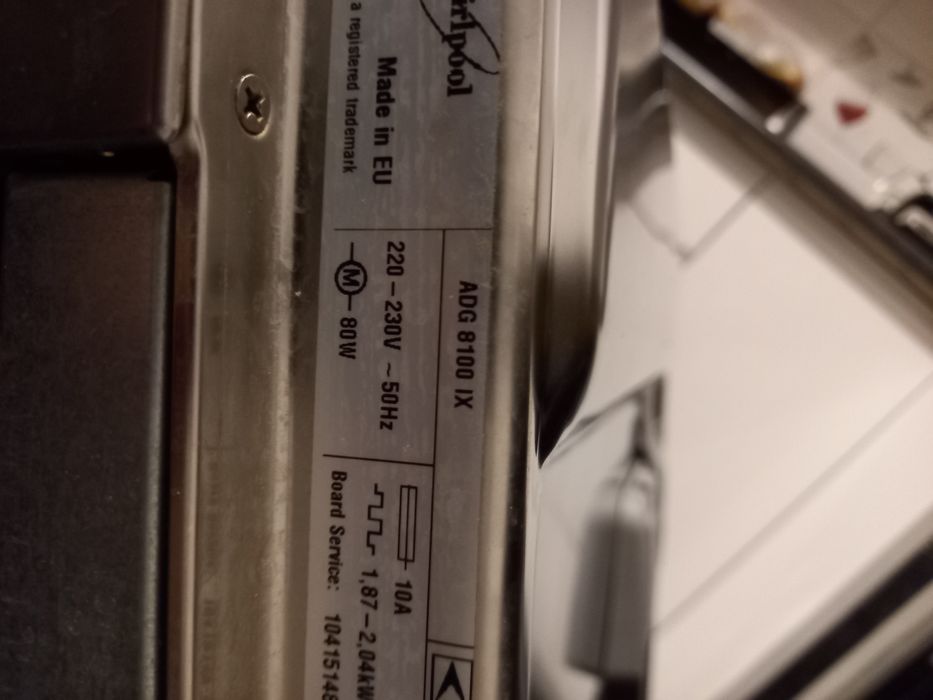 irlpool
Made in EU
a registered trademark
ADG 8100 IX
220 – 230V ~ 50Hz
M 80W
10A
1,87 – 2,04kW
Board Service: 1041514